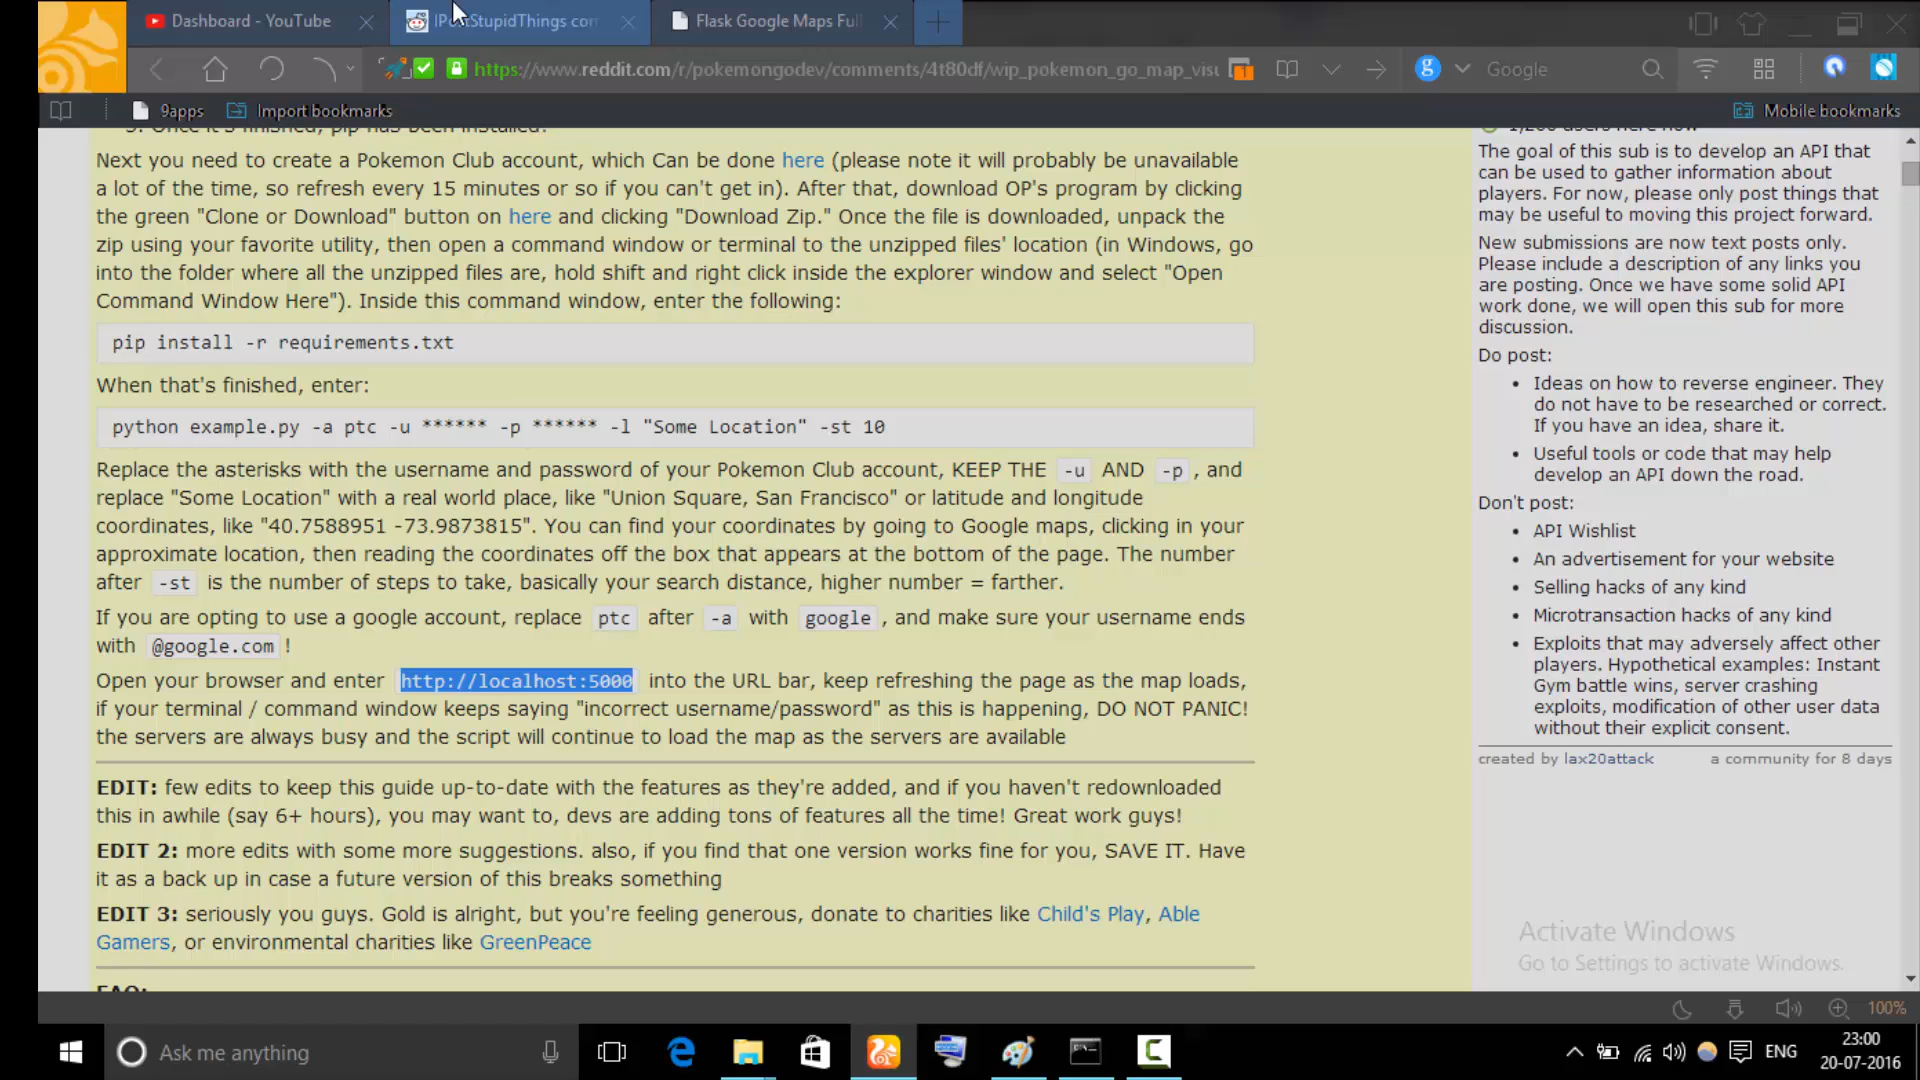 Dashboard - YouTube
IPostStupidThings com
Flask Google Maps Full
https://www.reddit.com/r/pokemongodev/comments/4t80df/wip_pokemon_go_map_visu
1
g
Google
9apps
Import bookmarks
Mobile bookmarks
Once it's finished, pip has been installed!
Next you need to create a Pokemon Club account, which Can be done here (please note it will probably be unavailable
a lot of the time, so refresh every 15 minutes or so if you can't get in). After that, download OP's program by clicking
the green "Clone or Download" button on here and clicking "Download Zip." Once the file is downloaded, unpack the
zip using your favorite utility, then open a command window or terminal to the unzipped files' location (in Windows, go
into the folder where all the unzipped files are, hold shift and right click inside the explorer window and select "Open
Command Window Here"). Inside this command window, enter the following:
pip install -r requirements.txt
When that's finished, enter:
python example.py -a ptc -u ****** -p ****** -l "Some Location" -st 10
Replace the asterisks with the username and password of your Pokemon Club account, KEEP THE -u AND -p , and
replace "Some Location" with a real world place, like "Union Square, San Francisco" or latitude and longitude
coordinates, like "40.7588951 -73.9873815". You can find your coordinates by going to Google maps, clicking in your
approximate location, then reading the coordinates off the box that appears at the bottom of the page. The number
after -st is the number of steps to take, basically your search distance, higher number = farther.
If you are opting to use a google account, replace ptc after -a with google , and make sure your username ends
with @google.com !
Open your browser and enter http://localhost:5000 into the URL bar, keep refreshing the page as the map loads,
if your terminal / command window keeps saying "incorrect username/password" as this is happening, DO NOT PANIC!
the servers are always busy and the script will continue to load the map as the servers are available
EDIT: few edits to keep this guide up-to-date with the features as they're added, and if you haven't redownloaded
this in awhile (say 6+ hours), you may want to, devs are adding tons of features all the time! Great work guys!
EDIT 2: more edits with some more suggestions. also, if you find that one version works fine for you, SAVE IT. Have
it as a back up in case a future version of this breaks something
EDIT 3: seriously you guys. Gold is alright, but you're feeling generous, donate to charities like Child's Play, Able
Gamers, or environmental charities like GreenPeace
FAQ:
1,200 users here now
The goal of this sub is to develop an API that
can be used to gather information about
players. For now, please only post things that
may be useful to moving this project forward.
New submissions are now text posts only.
Please include a description of any links you
are posting. Once we have some solid API
work done, we will open this sub for more
discussion.
Do post:
• Ideas on how to reverse engineer. They
do not have to be researched or correct.
If you have an idea, share it.
• Useful tools or code that may help
develop an API down the road.
Don't post:
• API Wishlist
• An advertisement for your website
• Selling hacks of any kind
• Microtransaction hacks of any kind
• Exploits that may adversely affect other
players. Hypothetical examples: Instant
Gym battle wins, server crashing
exploits, modification of other user data
without their explicit consent.
created by lax20attack a community for 8 days
Activate Windows
Go to Settings to activate Windows.
100%
Ask me anything
ENG
23:00
20-07-2016